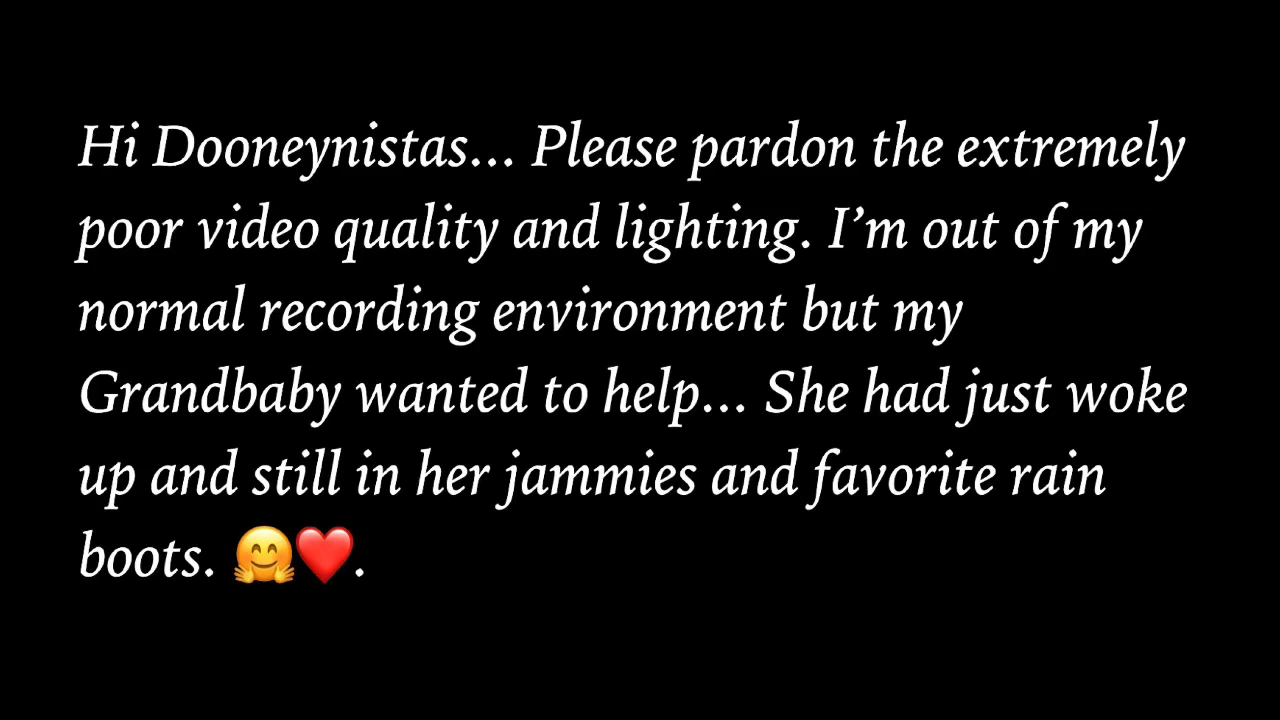 Hi Dooneynistas... Please pardon the extremely
poor video quality and lighting. I’m out of my
normal recording environment but my
Grandbaby wanted to help... She had just woke
up and still in her jammies and favorite rain
boots. 🤗❤️.